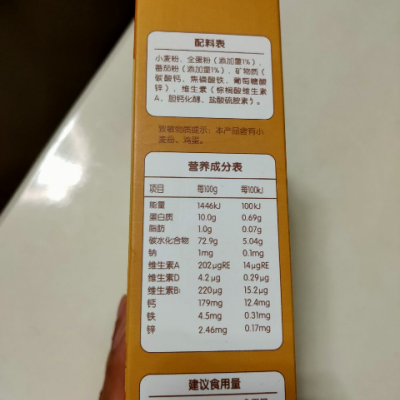 配料表
小麦粉、全蛋粉（添加量1%）、
番茄粉（添加量1%）、矿物质（
碳酸钙、焦磷酸铁、葡萄糖酸
锌）、维生素（棕榈酸维生素
A、胆钙化醇、盐酸硫胺素）。
致敏物质提示：本产品含有小
麦粉、鸡蛋。
营养成分表
项目 每100g 每100kJ
能量 1446kJ 100kJ
蛋白质 10.0g 0.69g
脂肪 1.0g 0.07g
碳水化合物 72.9g 5.04g
钠 1mg 0.1mg
维生素A 202μgRE 14μgRE
维生素D 4.2μg 0.29μg
维生素B₁ 220μg 15.2μg
钙 179mg 12.4mg
铁 4.5mg 0.31mg
锌 2.46mg 0.17mg
建议食用量